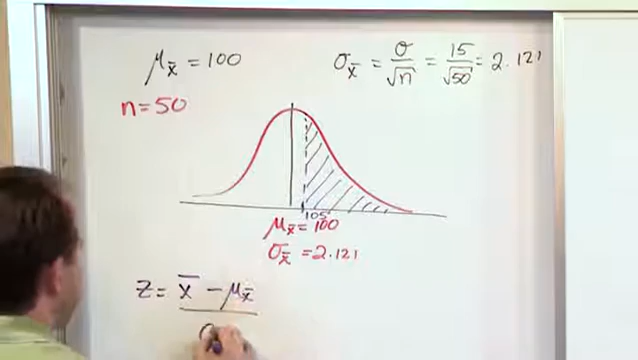 μx̄ = 100
σx̄ = σ/√n = 15/√50 = 2.121
n = 50
105
μx̄ = 100
σx̄ = 2.121
z = x̄ - μx̄